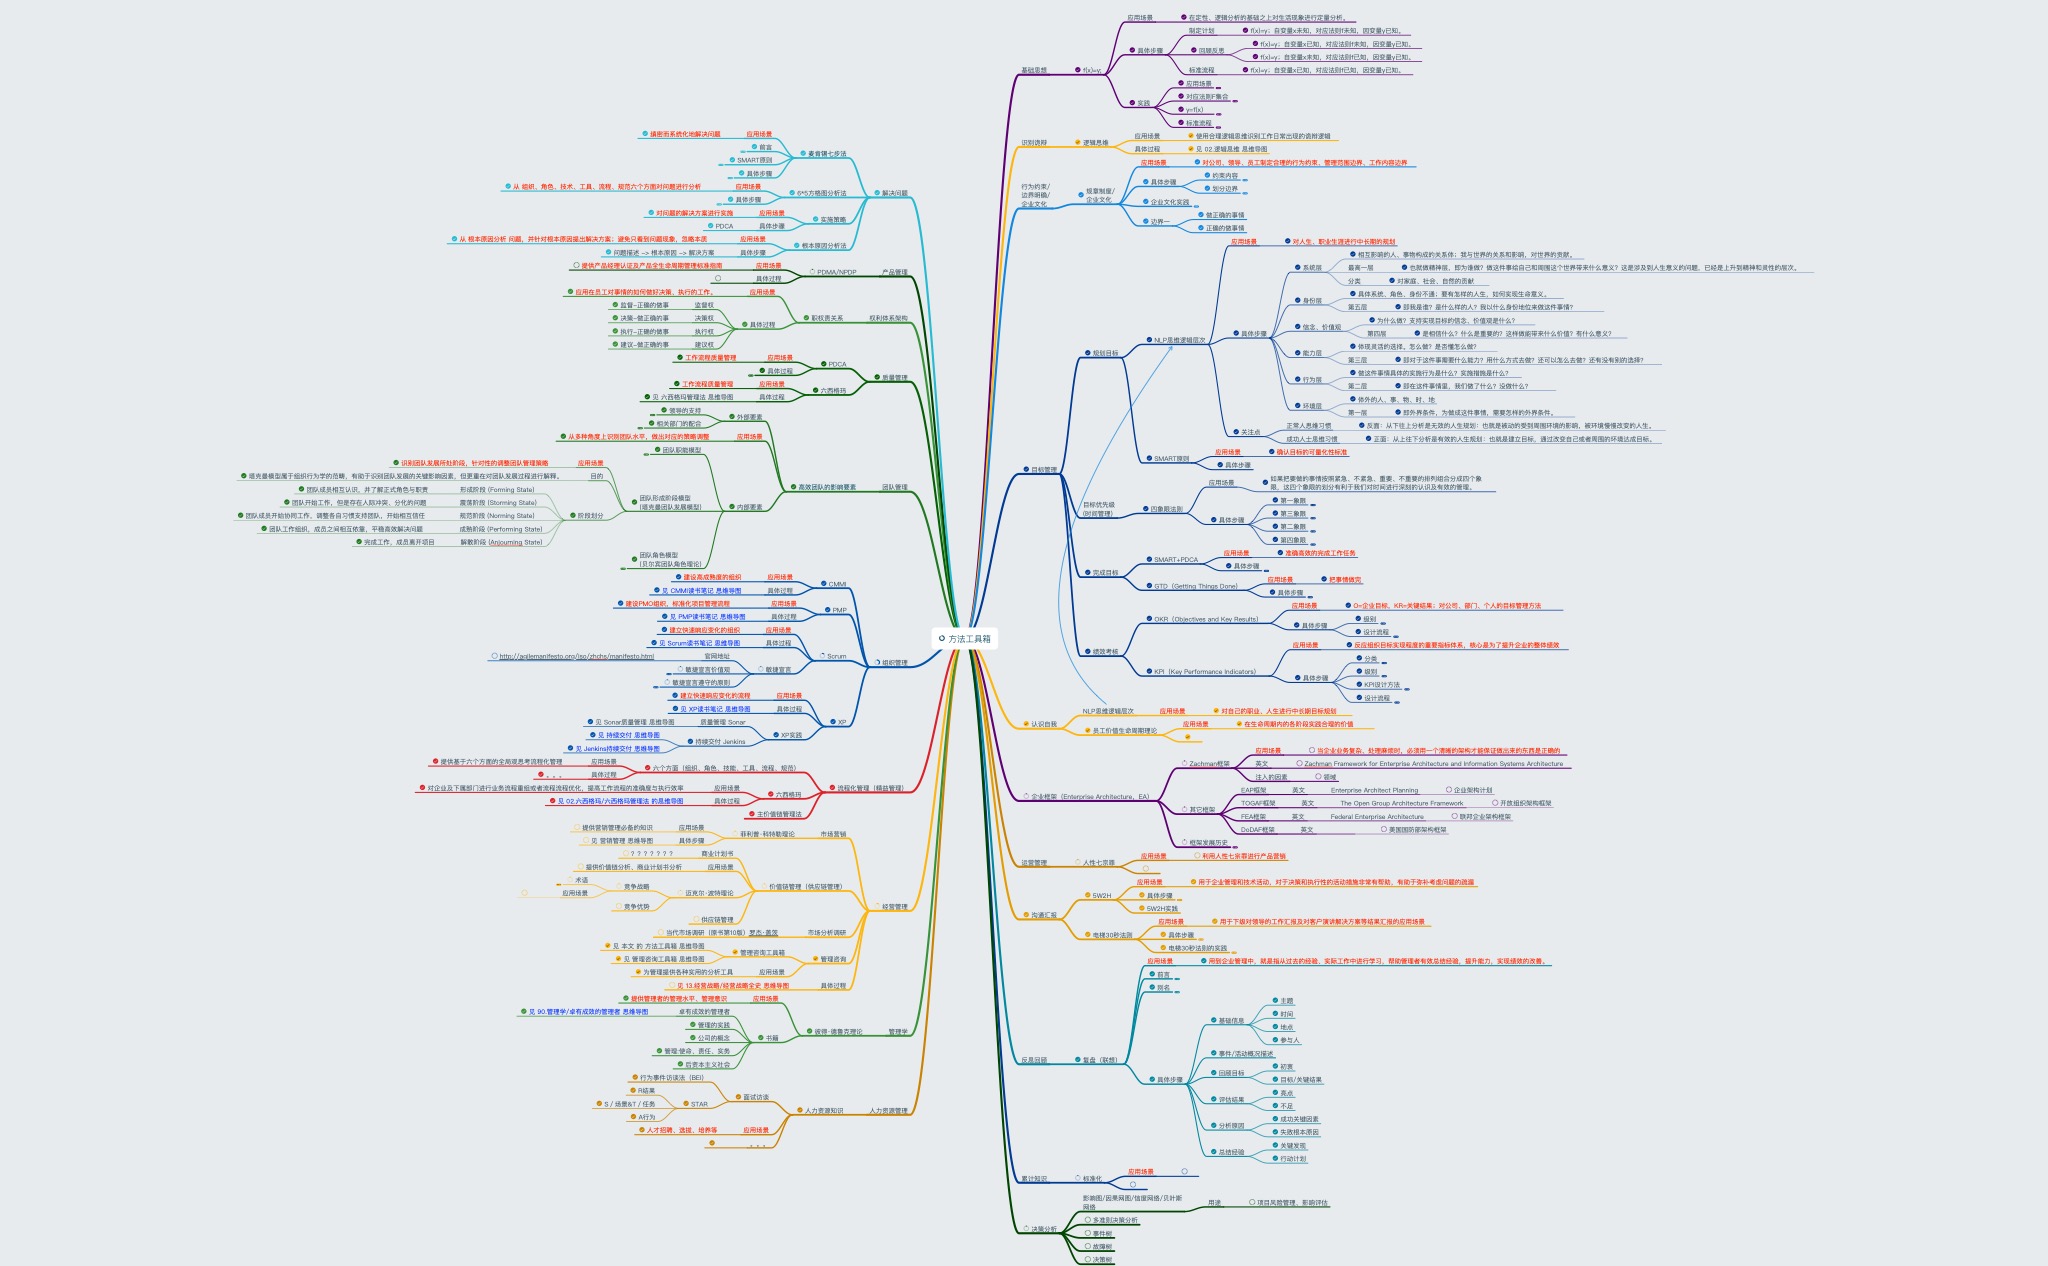 方法工具箱
基础思想
f(x)=y;
应用场景
在定性、逻辑分析的基础之上对生活现象进行定量分析。
具体步骤
制定计划
f(x)=y；自变量x未知，对应法则f未知，因变量y已知。
回顾反思
f(x)=y；自变量x已知，对应法则f未知，因变量y已知。
f(x)=y；自变量x未知，对应法则f已知，因变量y已知。
标准流程
f(x)=y；自变量x已知，对应法则f已知，因变量y已知。
实践
应用场景
对应法则F集合
y=f(x)
标准流程
识别诡辩
逻辑思维
应用场景
使用合理逻辑思维识别工作日常出现的诡辩逻辑
具体过程
见 02.逻辑思维 思维导图
行为约束/
边界明确/
企业文化
规章制度/
企业文化
应用场景
对公司、领导、员工制定合理的行为约束、管理范围边界、工作内容边界
具体步骤
约束内容
划分边界
企业文化实践
边界一
做正确的事情
正确的做事情
目标管理
规划目标
NLP思维逻辑层次
应用场景
对人生、职业生涯进行中长期的规划
具体步骤
系统层
相互影响的人、事物构成的关系体；我与世界的关系和影响，对世界的贡献。
最高一层
也就做精神层，即为谁做？做这件事给自己和周围这个世界带来什么意义？这是涉及到人生意义的问题，已经是上升到精神和灵性的层次。
分类
对家庭、社会、自然的贡献
身份层
具体系统、角色、身份不通；要有怎样的人生，如何实现生命意义。
第五层
即我是谁？是什么样的人？我以什么身份地位来做这件事情？
信念、价值观
为什么做？支持实现目标的信念、价值观是什么？
第四层
是相信什么？什么是重要的？这样做能带来什么价值？有什么意义？
能力层
体现灵活的选择。怎么做？是否懂怎么做？
第三层
即对于这件事需要什么能力？用什么方式去做？还可以怎么去做？还有没有别的选择？
行为层
做这件事情具体的实施行为是什么？实施措施是什么？
第二层
即在这件事情里，我们做了什么？没做什么？
环境层
体外的人、事、物、时、地
第一层
即外界条件，为做成这件事情，需要怎样的外界条件。
关注点
正常人思维习惯
反面：从下往上分析是无效的人生规划：也就是被动的受到周围环境的影响、被环境慢慢改变的人生。
成功人士思维习惯
正面：从上往下分析是有效的人生规划：也就是建立目标，通过改变自己或者周围的环境达成目标。
SMART原则
应用场景
确认目标的可量化性标准
具体步骤
目标优先级
(时间管理)
四象限法则
应用场景
如果把要做的事情按照紧急、不紧急、重要、不重要的排列组合分成四个象
限，这四个象限的划分有利于我们对时间进行深刻的认识及有效的管理。
具体步骤
第一象限
第三象限
第二象限
第四象限
完成目标
SMART+PDCA
应用场景
准确高效的完成工作任务
具体步骤
GTD（Getting Things Done）
应用场景
把事情做完
具体步骤
绩效考核
OKR（Objectives and Key Results）
应用场景
O=企业目标，KR=关键结果；对公司、部门、个人的目标管理方法
具体步骤
级别
设计流程
KPI（Key Performance Indicators）
应用场景
反应组织目标实现程度的重要指标体系，核心是为了提升企业的整体绩效
具体步骤
分类
级别
KPI设计方法
设计流程
认识自我
NLP思维逻辑层次
应用场景
对自己的职业、人生进行中长期目标规划
员工价值生命周期理论
应用场景
在生命周期内的各阶段实践合理的价值
企业框架（Enterprise Architecture，EA）
Zachman框架
应用场景
当企业业务复杂、处理麻烦时，必须用一个清晰的架构才能保证做出来的东西是正确的
英文
Zachman Framework for Enterprise Architecture and Information Systems Architecture
注入的因素
领域
其它框架
EAP框架
英文
Enterprise Architect Planning
企业架构计划
TOGAF框架
英文
The Open Group Architecture Framework
开放组织架构框架
FEA框架
英文
Federal Enterprise Architecture
联邦企业架构框架
DoDAF框架
英文
美国国防部架构框架
框架发展历史
运营管理
人性七宗罪
应用场景
利用人性七宗罪进行产品营销
沟通汇报
5W2H
应用场景
用于企业管理和技术活动，对于决策和执行性的活动措施非常有帮助，有助于弥补考虑问题的疏漏
具体步骤
5W2H实践
电梯30秒法则
应用场景
用于下级对领导的工作汇报及对客户演讲解决方案等结果汇报的应用场景
具体步骤
电梯30秒法则的实践
反思回顾
复盘（联想）
应用场景
用到企业管理中，就是指从过去的经验、实际工作中进行学习，帮助管理者有效总结经验、提升能力、实现绩效的改善。
前言
别名
具体步骤
基础信息
主题
时间
地点
参与人
事件/活动概况描述
回顾目标
初衷
目标/关键结果
评估结果
亮点
不足
分析原因
成功关键因素
失败根本原因
总结经验
关键发现
行动计划
累计知识
标准化
应用场景
决策分析
影响图/因果网图/信度网络/贝叶斯
网络
用途
项目风险管理、影响评估
多准则决策分析
事件树
故障树
决策树
解决问题
麦肯锡七步法
应用场景
缜密而系统化地解决问题
前言
SMART原则
具体步骤
6*5方格图分析法
应用场景
从 组织、角色、技术、工具、流程、规范六个方面对问题进行分析
具体步骤
实施策略
应用场景
对问题的解决方案进行实施
具体步骤
PDCA
根本原因分析法
应用场景
从 根本原因分析 问题，并针对根本原因提出解决方案；避免只看到问题现象，忽略本质
具体步骤
问题描述 -> 根本原因 -> 解决方案
产品管理
PDMA/NPDP
应用场景
提供产品经理认证及产品全生命周期管理标准指南
具体过程
权利体系架构
职权责关系
应用场景
应用在员工对事情的如何做好决策、执行的工作。
具体过程
监督权
监督-正确的做事
决策权
决策-做正确的事
执行权
执行-正确的做事
建议权
建议-做正确的事
质量管理
PDCA
应用场景
工作流程质量管理
具体过程
六西格玛
应用场景
工作流程质量管理
具体过程
见 六西格玛管理法 思维导图
团队管理
高效团队的影响要素
外部要素
领导的支持
相关部门的配合
应用场景
从多种角度上识别团队水平，做出对应的策略调整
内部要素
团队职能模型
团队形成阶段模型
(塔克曼团队发展模型)
应用场景
识别团队发展所处阶段，针对性的调整团队管理策略
目的
塔克曼模型属于组织行为学的范畴，有助于识别团队发展的关键影响因素，但更重在对团队发展过程进行解释。
阶段划分
形成阶段 (Forming State)
团队成员相互认识，并了解正式角色与职责
震荡阶段 (Storming State)
团队开始工作，但是存在人际冲突、分化的问题
规范阶段 (Norming State)
团队成员开始协同工作，调整各自习惯支持团队，开始相互信任
成熟阶段 (Performing State)
团队工作组织，成员之间相互依靠，平稳高效解决问题
解散阶段 (Anjourning State)
完成工作，成员离开项目
团队角色模型
(贝尔宾团队角色理论)
组织管理
CMMI
应用场景
建设高成熟度的组织
具体过程
见 CMMI读书笔记 思维导图
PMP
应用场景
建设PMO组织，标准化项目管理流程
具体过程
见 PMP读书笔记 思维导图
Scrum
应用场景
建立快速响应变化的组织
具体过程
见 Scrum读书笔记 思维导图
敏捷宣言
官网地址
http://agilemanifesto.org/iso/zhchs/manifesto.html
敏捷宣言价值观
敏捷宣言遵守的原则
XP
应用场景
建立快速响应变化的流程
具体过程
见 XP读书笔记 思维导图
XP实践
质量管理 Sonar
见 Sonar质量管理 思维导图
持续交付 Jenkins
见 持续交付 思维导图
见 Jenkins持续交付 思维导图
流程化管理（精益管理）
六个方面（组织、角色、技能、工具、流程、规范）
应用场景
提供基于六个方面的全局观思考流程化管理
具体过程
。。。
六西格玛
应用场景
对企业及下属部门进行业务流程重组或者流程流程优化，提高工作流程的准确度与执行效率
具体过程
见 02.六西格玛/六西格玛管理法 的思维导图
主价值链管理法
经营管理
市场营销
菲利普·科特勒理论
应用场景
提供营销管理必备的知识
具体步骤
见 营销管理 思维导图
价值链管理（供应链管理）
商业计划书
？？？？？？？
应用场景
提供价值链分析、商业计划书分析
迈克尔·波特理论
竞争战略
术语
应用场景
竞争优势
供应链管理
市场分析调研
当代市场调研（原书第10版）罗杰·盖茨
管理咨询
管理咨询工具箱
见 本文 的 方法工具箱 思维导图
见 管理咨询工具箱 思维导图
应用场景
为管理提供各种实用的分析工具
具体过程
见 13.经营战略/经营战略全史 思维导图
管理学
彼得·德鲁克理论
应用场景
提供管理者的管理水平、管理意识
书籍
卓有成效的管理者
见 90.管理学/卓有成效的管理者 思维导图
管理的实践
公司的概念
管理:使命、责任、实务
后资本主义社会
人力资源管理
人力资源知识
面试访谈
行为事件访谈法（BEI）
STAR
R结果
S / 场景&T / 任务
A行为
应用场景
人才招聘、选拔、培养等
。。。